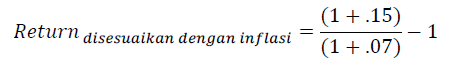 Return disesuaikan dengan inflasi = (1 + .15) / (1 + .07) − 1